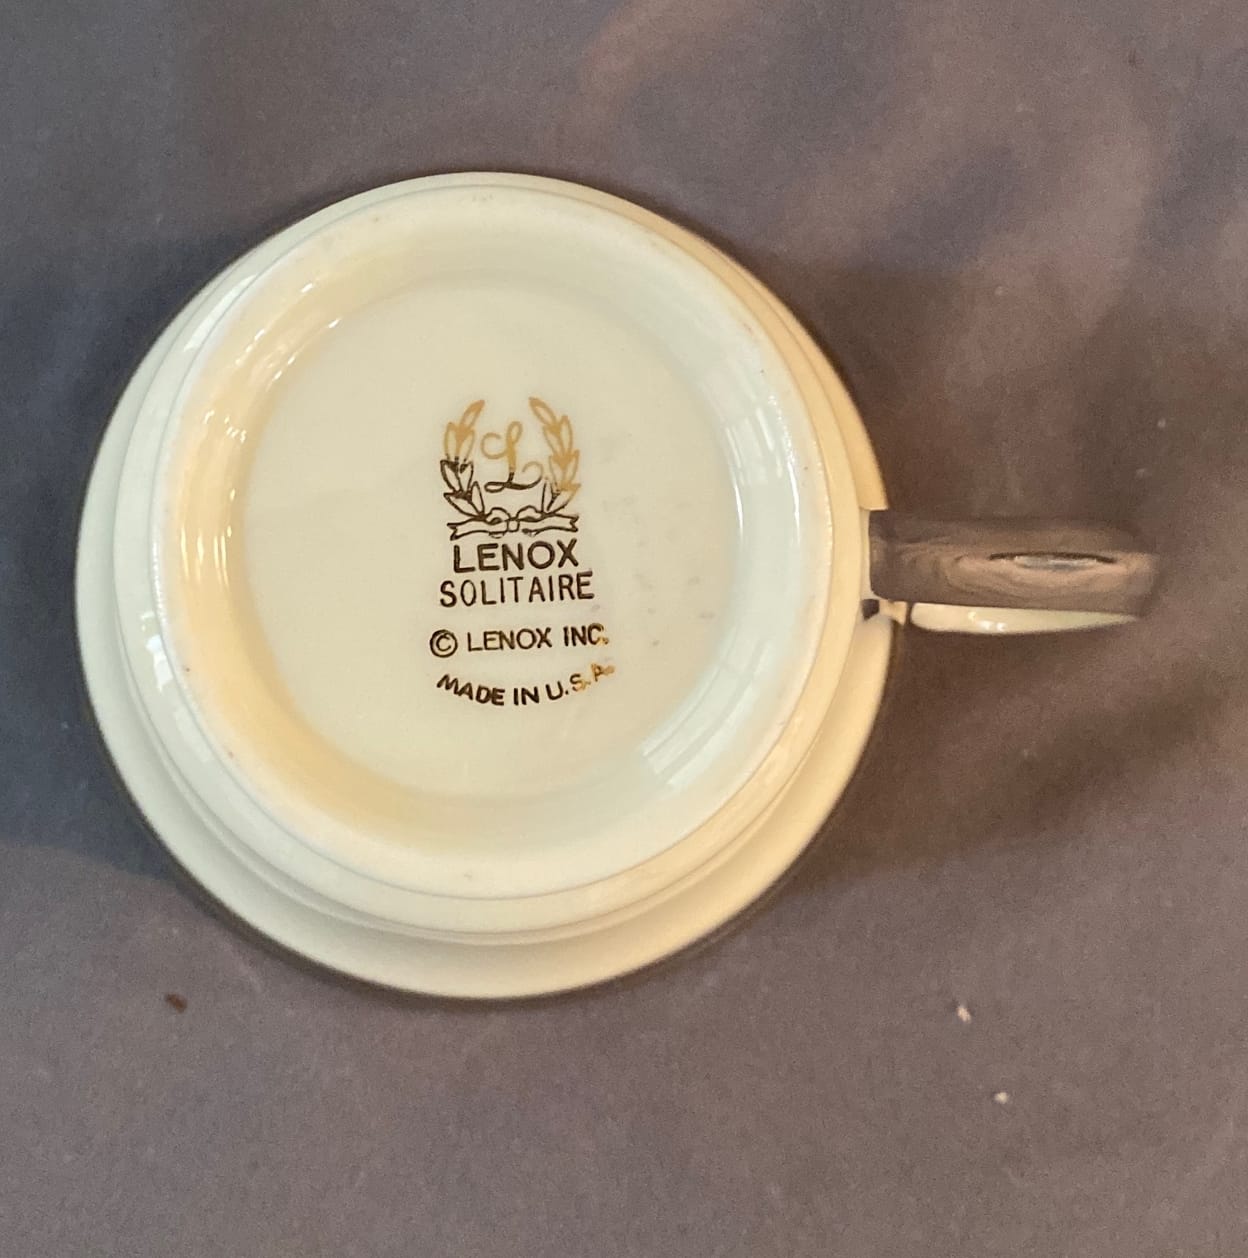 L
LENOX
SOLITAIRE
© LENOX INC.
MADE IN U.S.A.